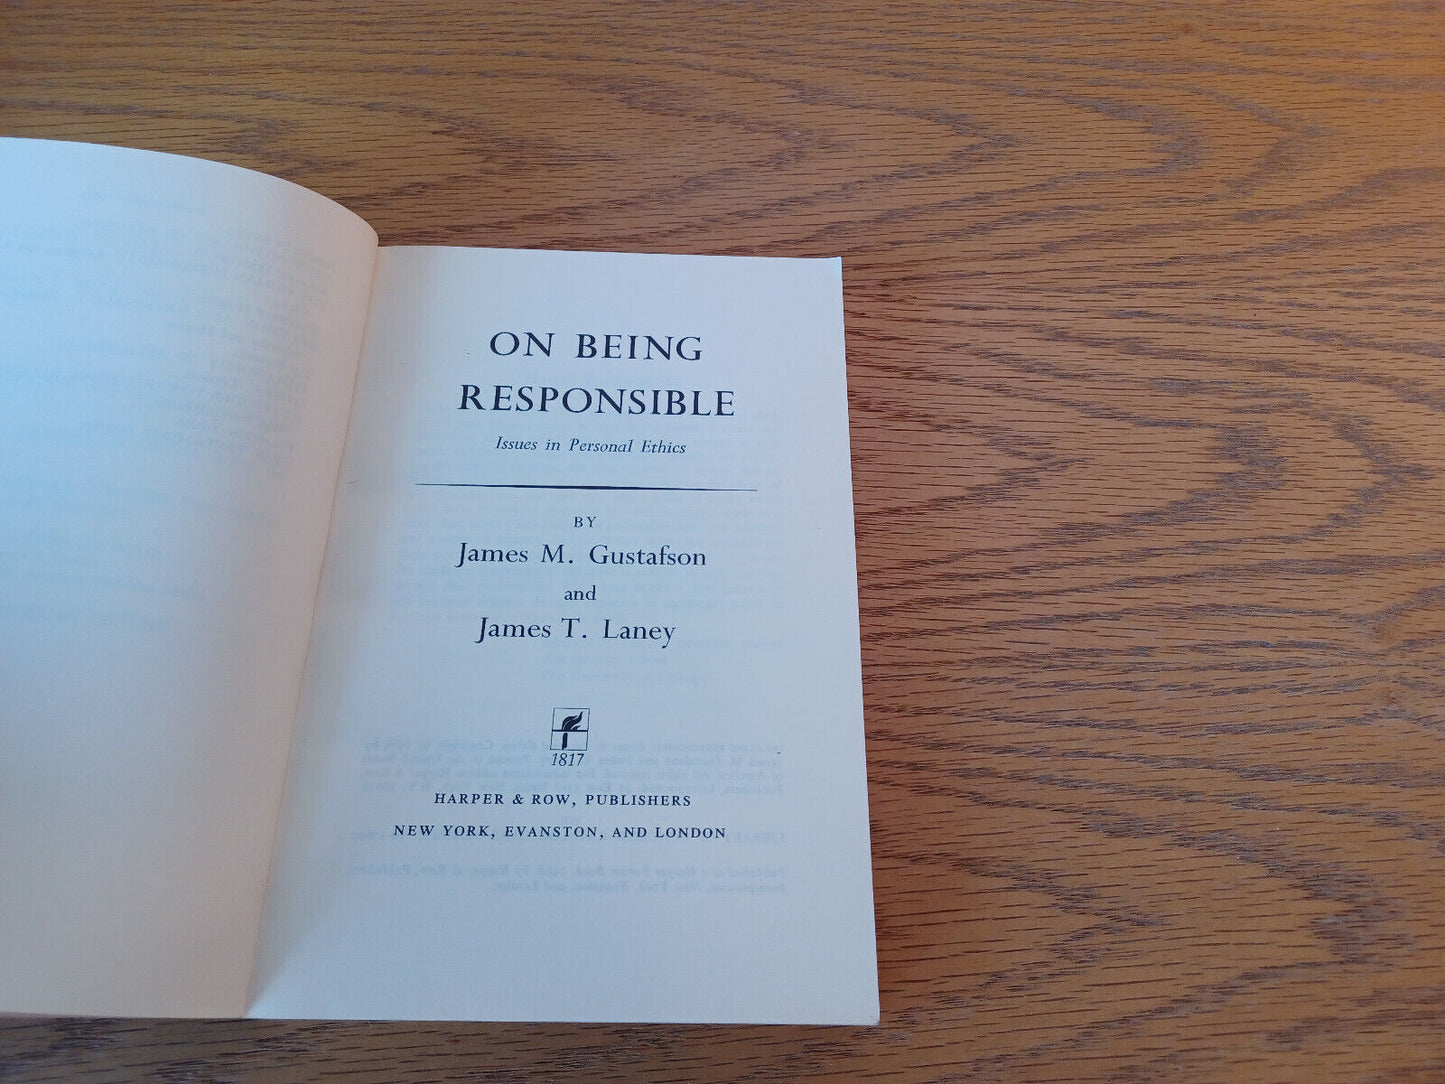 ON BEING
RESPONSIBLE
Issues in Personal Ethics
BY
James M. Gustafson
and
James T. Laney
1817
HARPER & ROW, PUBLISHERS
NEW YORK, EVANSTON, AND LONDON